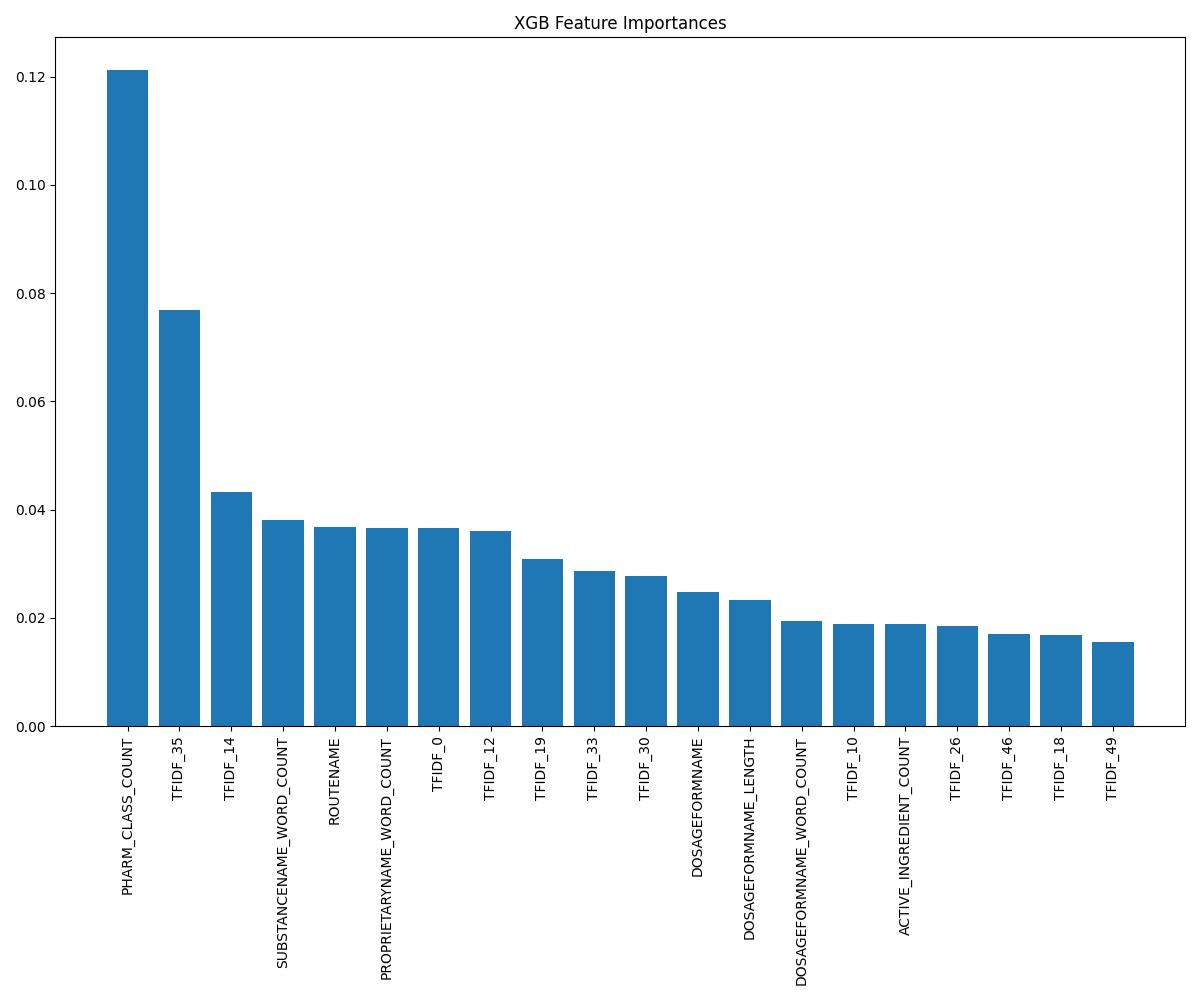 XGB Feature Importances
0.12
0.10
0.08
0.06
0.04
0.02
0.00
PHARM_CLASS_COUNT
TFIDF_35
TFIDF_14
SUBSTANCENAME_WORD_COUNT
ROUTENAME
PROPRIETARYNAME_WORD_COUNT
TFIDF_0
TFIDF_12
TFIDF_19
TFIDF_33
TFIDF_30
DOSAGEFORMNAME
DOSAGEFORMNAME_LENGTH
DOSAGEFORMNAME_WORD_COUNT
TFIDF_10
ACTIVE_INGREDIENT_COUNT
TFIDF_26
TFIDF_46
TFIDF_18
TFIDF_49